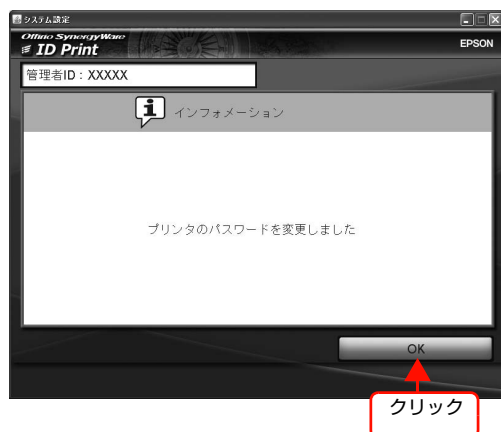 システム設定
Offirio SynergyWare
ID Print
EPSON
管理者ID：XXXXX
インフォメーション
プリンタのパスワードを変更しました
OK
クリック